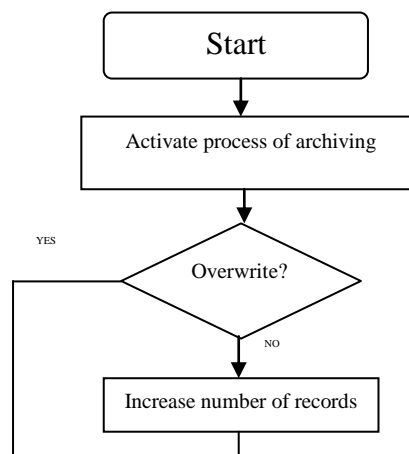 Start
Activate process of archiving
YES
Overwrite?
NO
Increase number of records